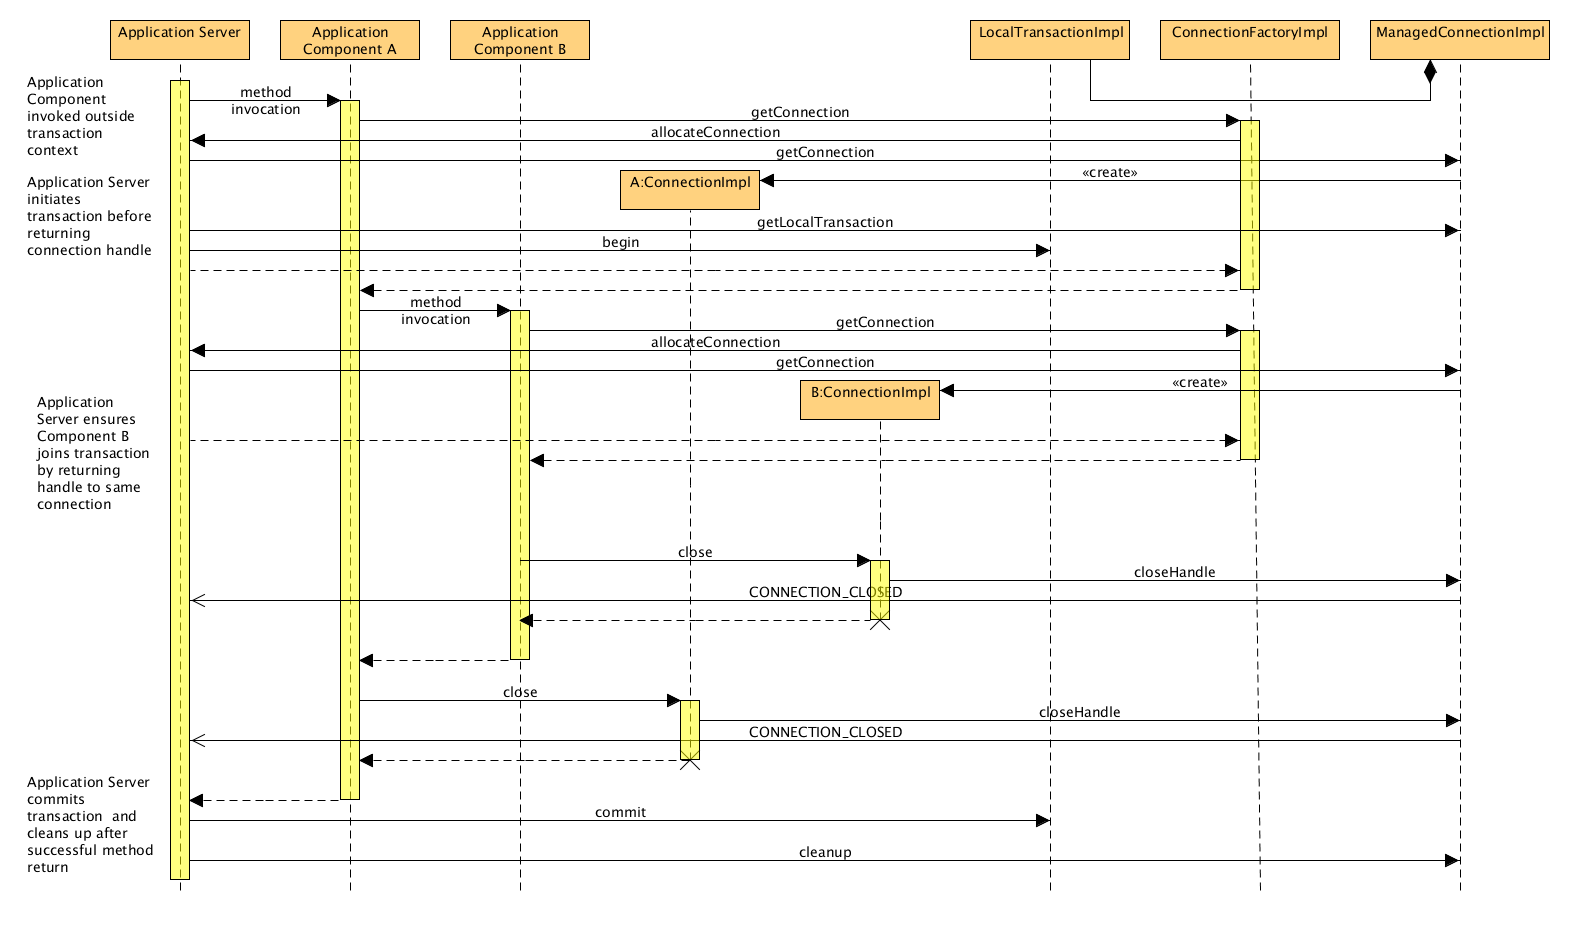 Application Server
Application
Component A
Application
Component B
LocalTransactionImpl
ConnectionFactoryImpl
ManagedConnectionImpl
Application
Component
invoked outside
transaction
context
method
invocation
getConnection
allocateConnection
getConnection
«create»
A:ConnectionImpl
Application Server
initiates
transaction before
returning
connection handle
getLocalTransaction
begin
method
invocation
getConnection
allocateConnection
getConnection
«create»
B:ConnectionImpl
Application
Server ensures
Component B
joins transaction
by returning
handle to same
connection
close
closeHandle
CONNECTION_CLOSED
close
closeHandle
CONNECTION_CLOSED
Application Server
commits
transaction  and
cleans up after
successful method
return
commit
cleanup